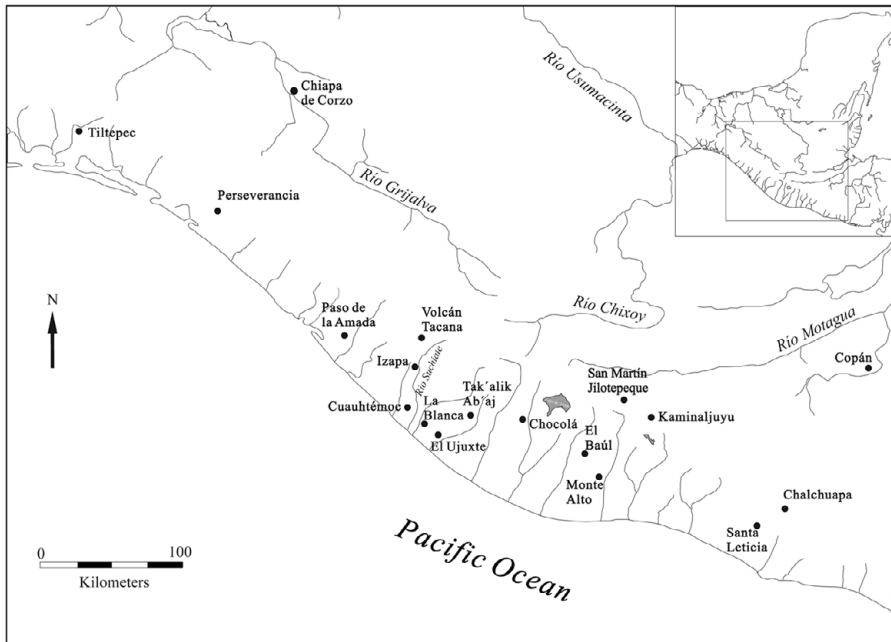 Chiapa
de Corzo
Río Usumacinta
Tiltepec
Río Grijalva
Perseverancia
N
Paso de
la Amada
Volcán
Tacana
Río Chixoy
Río Motagua
Izapa
Río Suchiate
Copán
San Martín
Jilotepeque
Tak´alik
Ab´aj
Cuauhtémoc
La
Blanca
Chocolá
Kaminaljuyu
El Ujuxte
El
Baúl
Monte
Alto
Chalchuapa
Santa
Leticia
Pacific Ocean
0 100
Kilometers